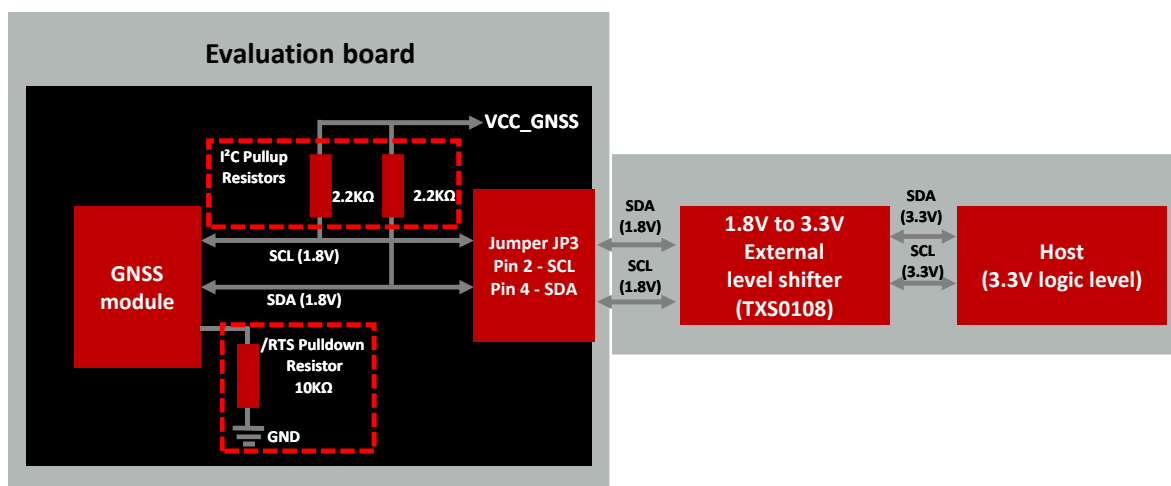 Evaluation board
VCC_GNSS
I²C Pullup
Resistors
2.2KΩ
2.2KΩ
GNSS
module
SCL (1.8V)
SDA (1.8V)
Jumper JP3
Pin 2 - SCL
Pin 4 - SDA
/RTS Pulldown
Resistor
10KΩ
GND
SDA
(1.8V)
SCL
(1.8V)
1.8V to 3.3V
External
level shifter
(TXS0108)
SDA
(3.3V)
SCL
(3.3V)
Host
(3.3V logic level)